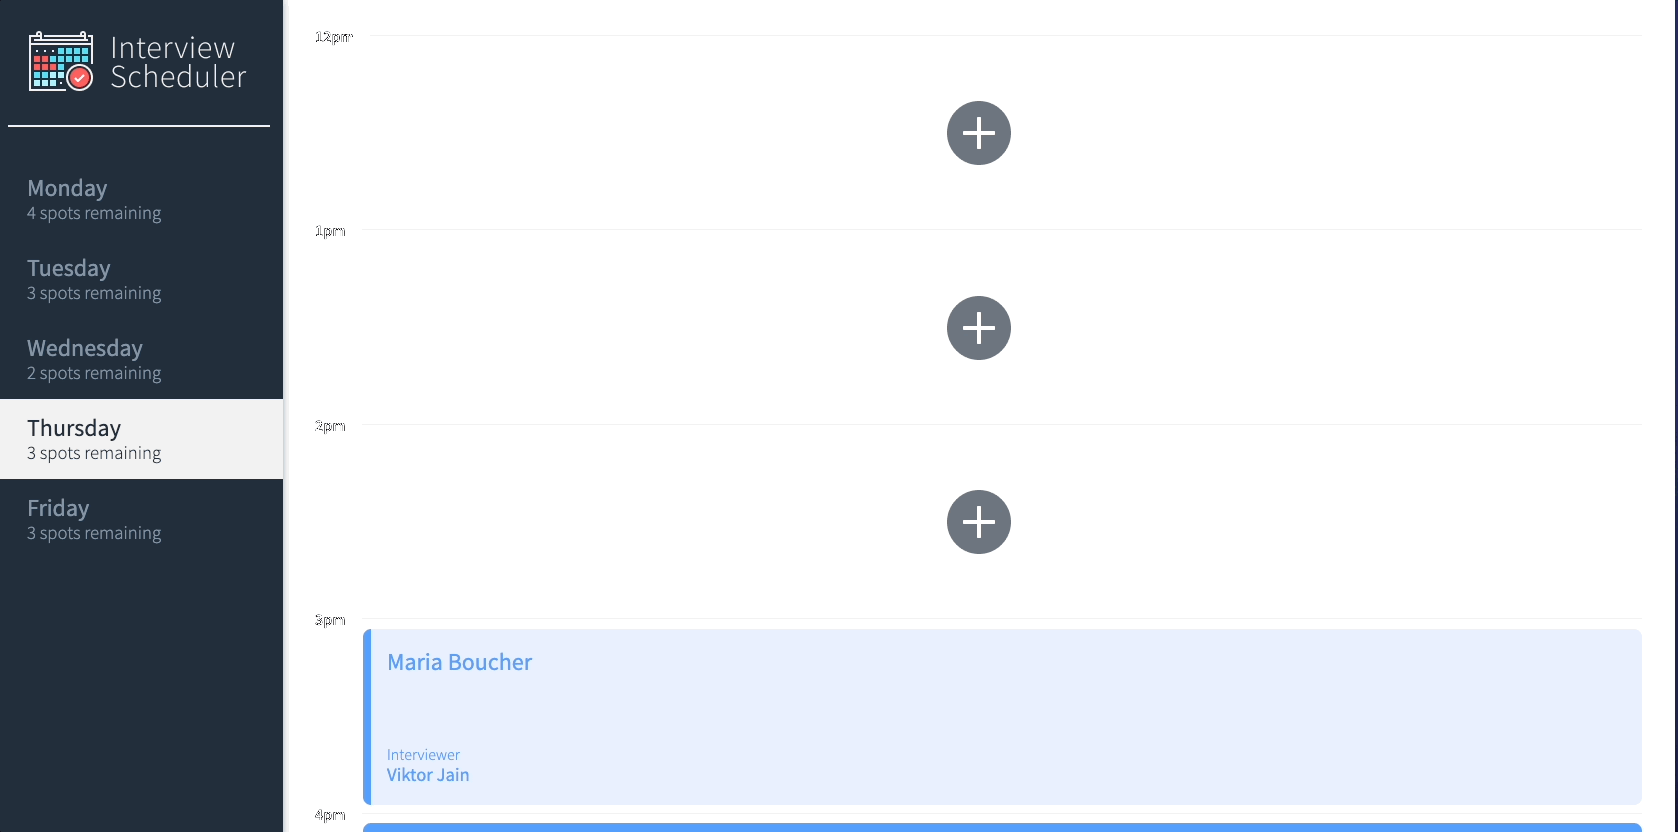 Interview
Scheduler
Monday
4 spots remaining
Tuesday
3 spots remaining
Wednesday
2 spots remaining
Thursday
3 spots remaining
Friday
3 spots remaining
12pm
1pm
2pm
3pm
Maria Boucher
Interviewer
Viktor Jain
4pm